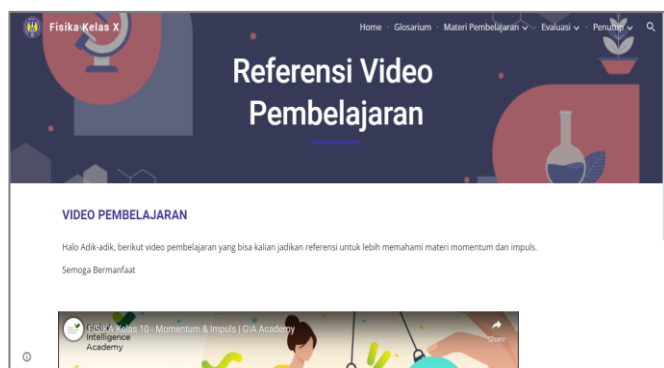 Fisika Kelas X
Home · Glosarium · Materi Pembelajaran Evaluasi Penutup
Referensi Video
Pembelajaran
VIDEO PEMBELAJARAN
Halo Adik-adik, berikut video pembelajaran yang bisa kalian jadikan referensi untuk lebih memahami materi momentum dan impuls.
Semoga Bermanfaat
FISIKA Kelas 10 - Momentum & Impuls | GIA Academy
Intelligence
Academy
Share